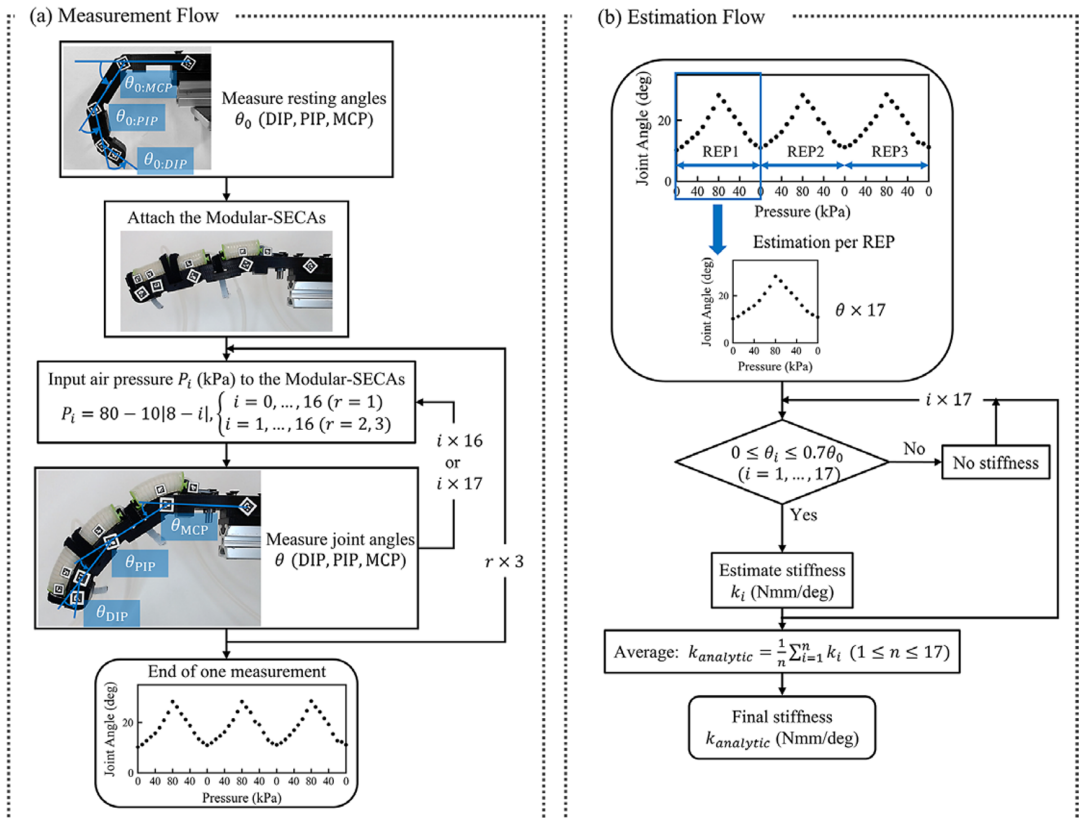 (a) Measurement Flow
θ0:MCP
θ0:PIP
θ0:DIP
Measure resting angles
θ0 (DIP, PIP, MCP)
Attach the Modular-SECAs
Input air pressure Pi (kPa) to the Modular-SECAs
Pi = 80 − 10|8 − i|, { i = 0, … , 16 (r = 1)
i = 1, … , 16 (r = 2, 3)
i × 16
or
i × 17
θMCP
θPIP
θDIP
Measure joint angles
θ (DIP, PIP, MCP)
r × 3
End of one measurement
Joint Angle (deg)
20
0
0 40 80 40 0 40 80 40 0 40 80 40 0
Pressure (kPa)
(b) Estimation Flow
Joint Angle (deg)
20
0
REP1 REP2 REP3
0 40 80 40 0 40 80 40 0 40 80 40 0
Pressure (kPa)
Estimation per REP
Joint Angle (deg)
20
0
0 40 80 40 0
Pressure (kPa)
θ × 17
i × 17
0 ≤ θi ≤ 0.7θ0
(i = 1, … , 17)
No
No stiffness
Yes
Estimate stiffness
ki (Nmm/deg)
Average: kanalytic = 1/n ∑ni=1 ki (1 ≤ n ≤ 17)
Final stiffness
kanalytic (Nmm/deg)